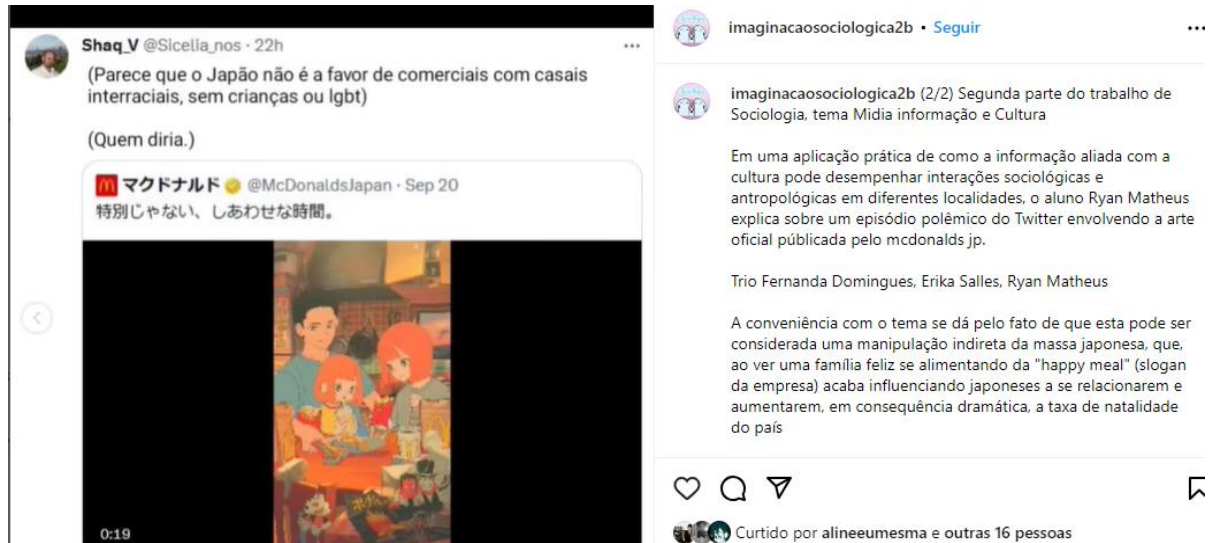 Shaq_V @Sicelia_nos · 22h
(Parece que o Japão não é a favor de comerciais com casais
interraciais, sem crianças ou lgbt)
(Quem diria.)
マクドナルド @McDonaldsJapan · Sep 20
特別じゃない、しあわせな時間。
0:19
imaginacaosociologica2b • Seguir
imaginacaosociologica2b (2/2) Segunda parte do trabalho de
Sociologia, tema Midia informação e Cultura
Em uma aplicação prática de como a informação aliada com a
cultura pode desempenhar interações sociológicas e
antropológicas em diferentes localidades, o aluno Ryan Matheus
explica sobre um episódio polêmico do Twitter envolvendo a arte
oficial públicada pelo mcdonalds jp.
Trio Fernanda Domingues, Erika Salles, Ryan Matheus
A conveniência com o tema se dá pelo fato de que esta pode ser
considerada uma manipulação indireta da massa japonesa, que,
ao ver uma família feliz se alimentando da "happy meal" (slogan
da empresa) acaba influenciando japoneses a se relacionarem e
aumentarem, em consequência dramática, a taxa de natalidade
do país
Curtido por alineeumesma e outras 16 pessoas